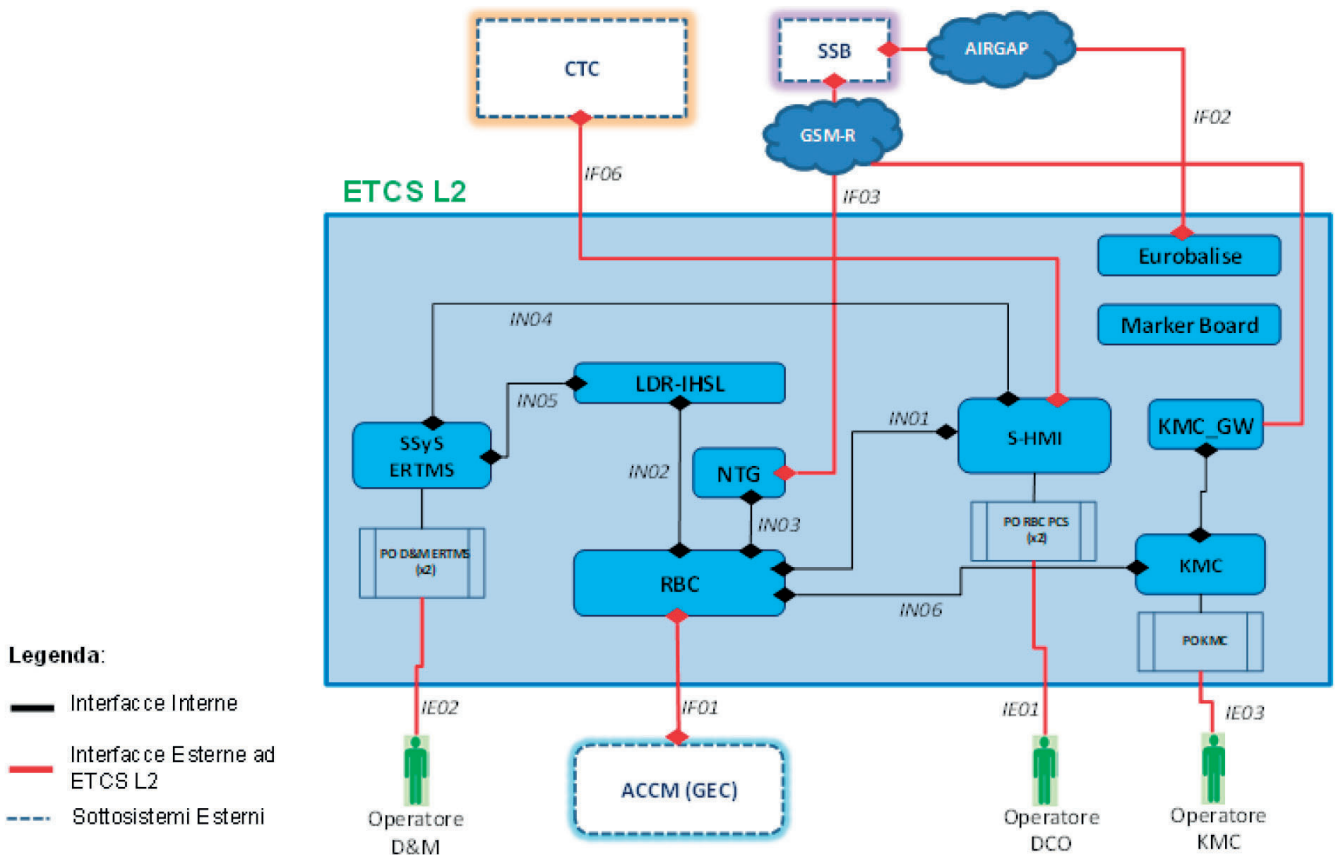 CTC
SSB
AIRGAP
GSM-R
IF02
IF06
IF03
ETCS L2
Eurobalise
Marker Board
IN04
LDR-IHSL
IN05
IN01
SSyS
ERTMS
S-HMI
KMC_GW
IN02
NTG
IN03
PO D&M ERTMS
(x2)
PO RBC PCS
(x2)
RBC
KMC
IN06
PO KMC
Legenda:
Interfacce Interne
Interfacce Esterne ad
ETCS L2
Sottosistemi Esterni
IE02
IF01
IE01
IE03
ACCM (GEC)
Operatore
D&M
Operatore
DCO
Operatore
KMC